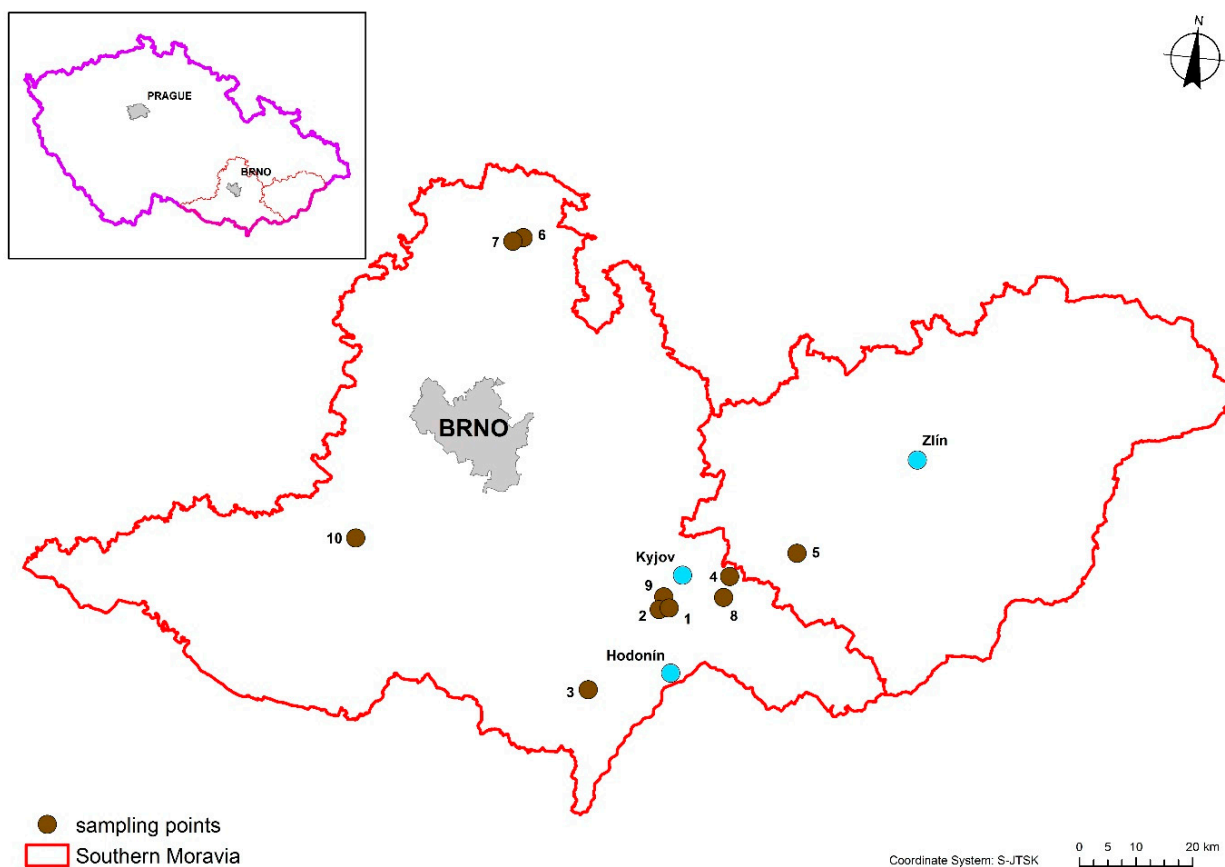 N
PRAGUE
BRNO
7
6
BRNO
Zlín
10
5
Kyjov
4
9
8
2
1
Hodonín
3
sampling points
Southern Moravia
Coordinate System: S-JTSK
0 5 10 20 km